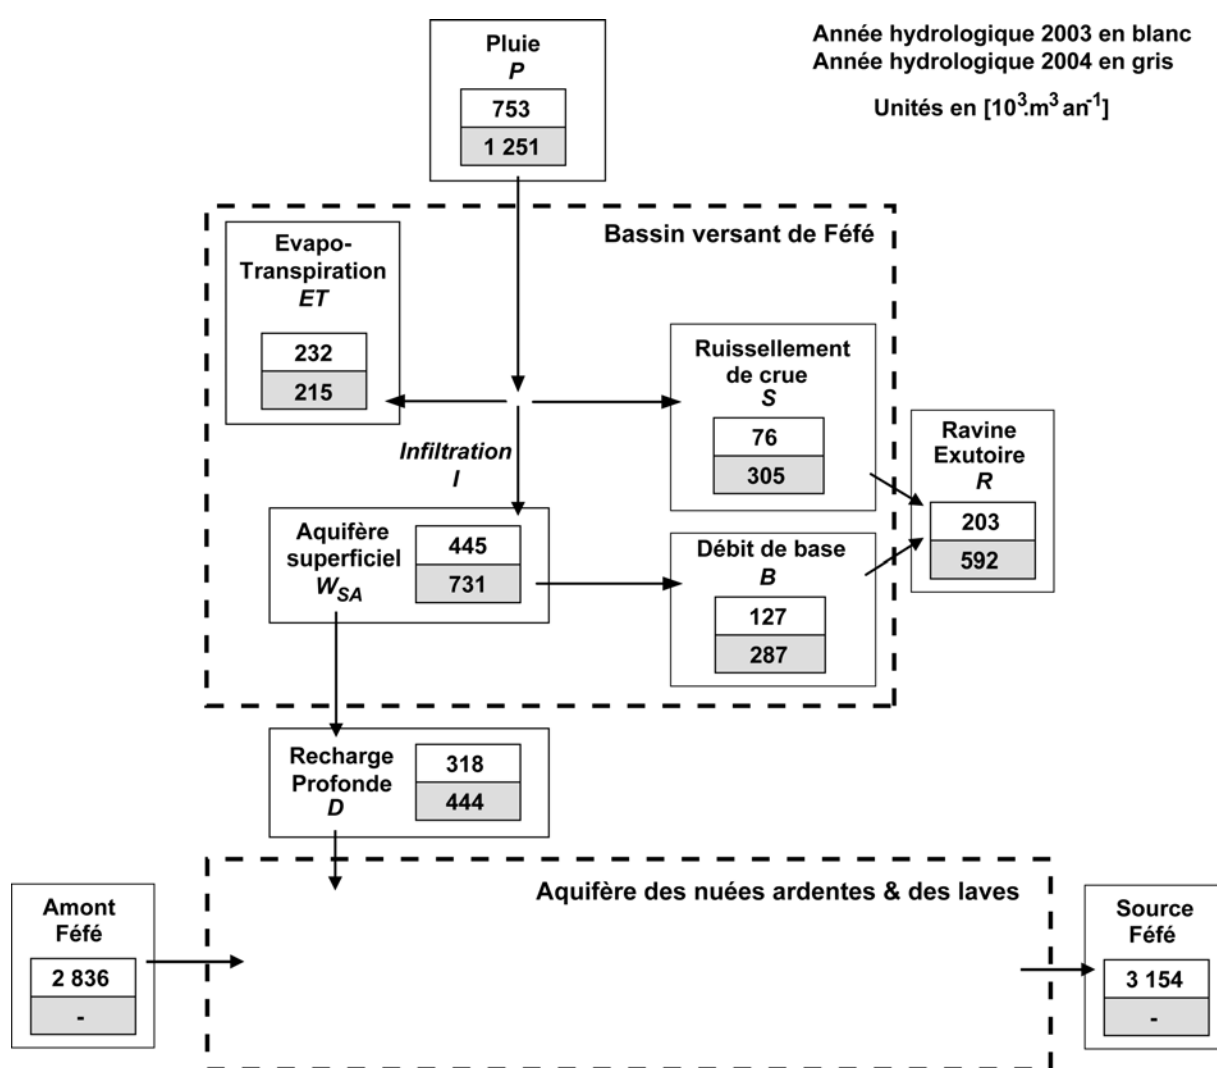 Année hydrologique 2003 en blanc
Année hydrologique 2004 en gris
Unités en [10³.m³ an⁻¹]
Pluie
P
753
1 251
Bassin versant de Féfé
Evapo-
Transpiration
ET
232
215
Ruissellement
de crue
S
76
305
Infiltration
I
Ravine
Exutoire
R
203
592
Aquifère
superficiel
W_SA
445
731
Débit de base
B
127
287
Recharge
Profonde
D
318
444
Aquifère des nuées ardentes & des laves
Amont
Féfé
2 836
-
Source
Féfé
3 154
-